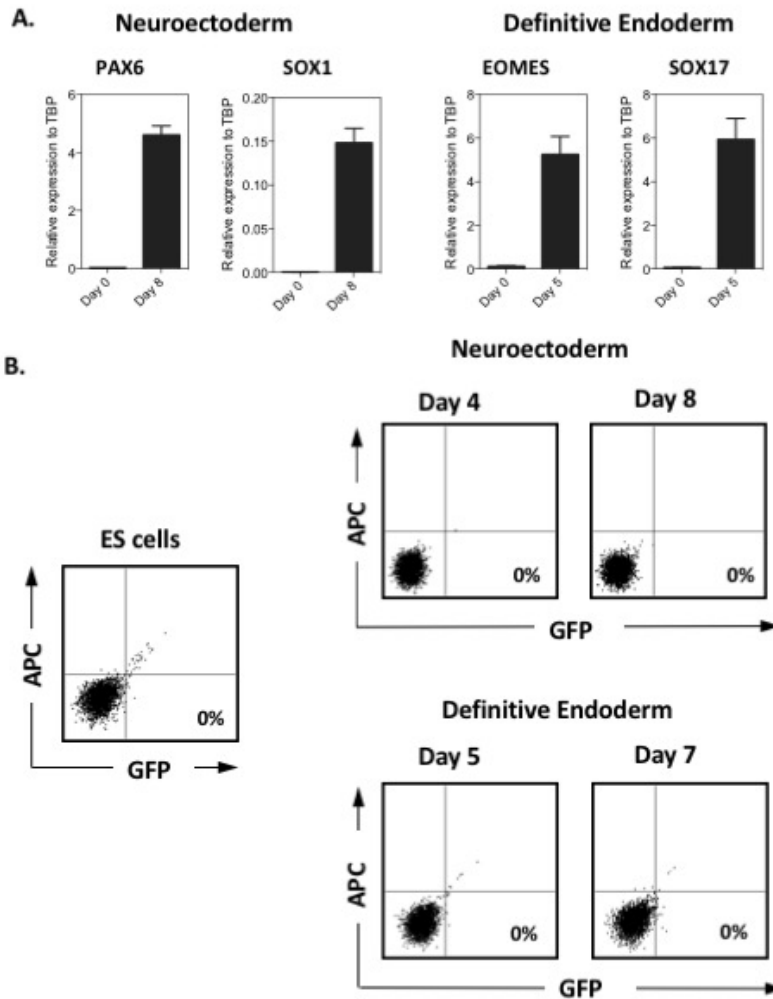 A.
Neuroectoderm
Definitive Endoderm
PAX6
SOX1
EOMES
SOX17
Relative expression to TBP
6
4
2
0
Day 0
Day 8
Relative expression to TBP
0.20
0.15
0.10
0.05
0.00
Day 0
Day 8
Relative expression to TBP
8
6
4
2
0
Day 0
Day 5
Relative expression to TBP
8
6
4
2
0
Day 0
Day 5
B.
Neuroectoderm
Day 4
Day 8
APC
0%
0%
GFP
ES cells
APC
0%
GFP
Definitive Endoderm
Day 5
Day 7
APC
0%
0%
GFP